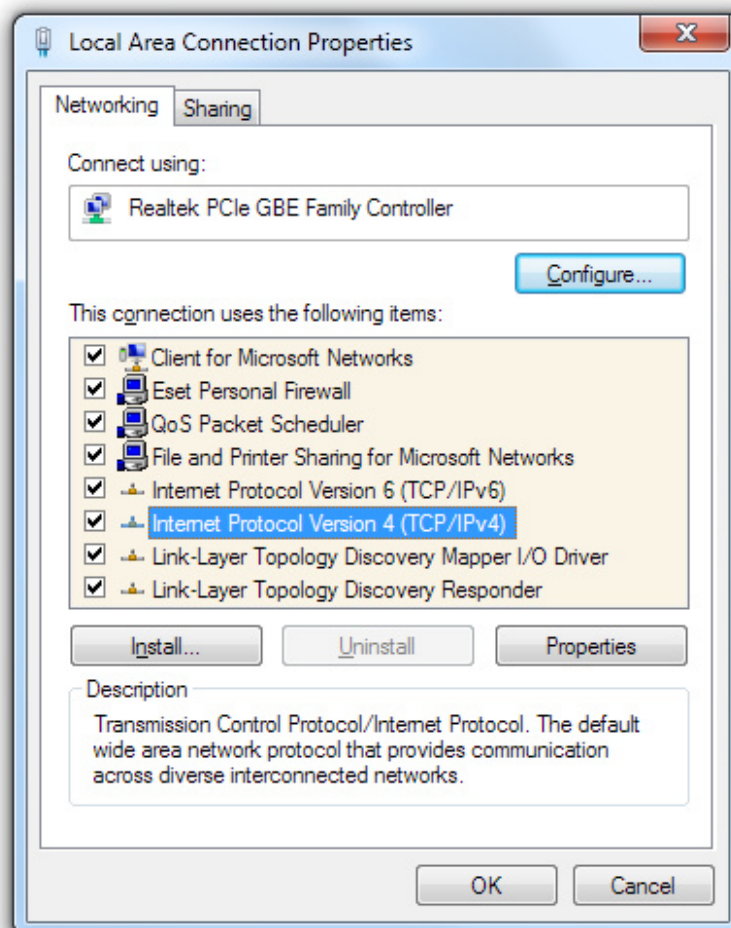 Local Area Connection Properties
X
Networking
Sharing
Connect using:
Realtek PCIe GBE Family Controller
Configure...
This connection uses the following items:
Client for Microsoft Networks
Eset Personal Firewall
QoS Packet Scheduler
File and Printer Sharing for Microsoft Networks
Internet Protocol Version 6 (TCP/IPv6)
Internet Protocol Version 4 (TCP/IPv4)
Link-Layer Topology Discovery Mapper I/O Driver
Link-Layer Topology Discovery Responder
Install...
Uninstall
Properties
Description
Transmission Control Protocol/Internet Protocol. The default
wide area network protocol that provides communication
across diverse interconnected networks.
OK
Cancel